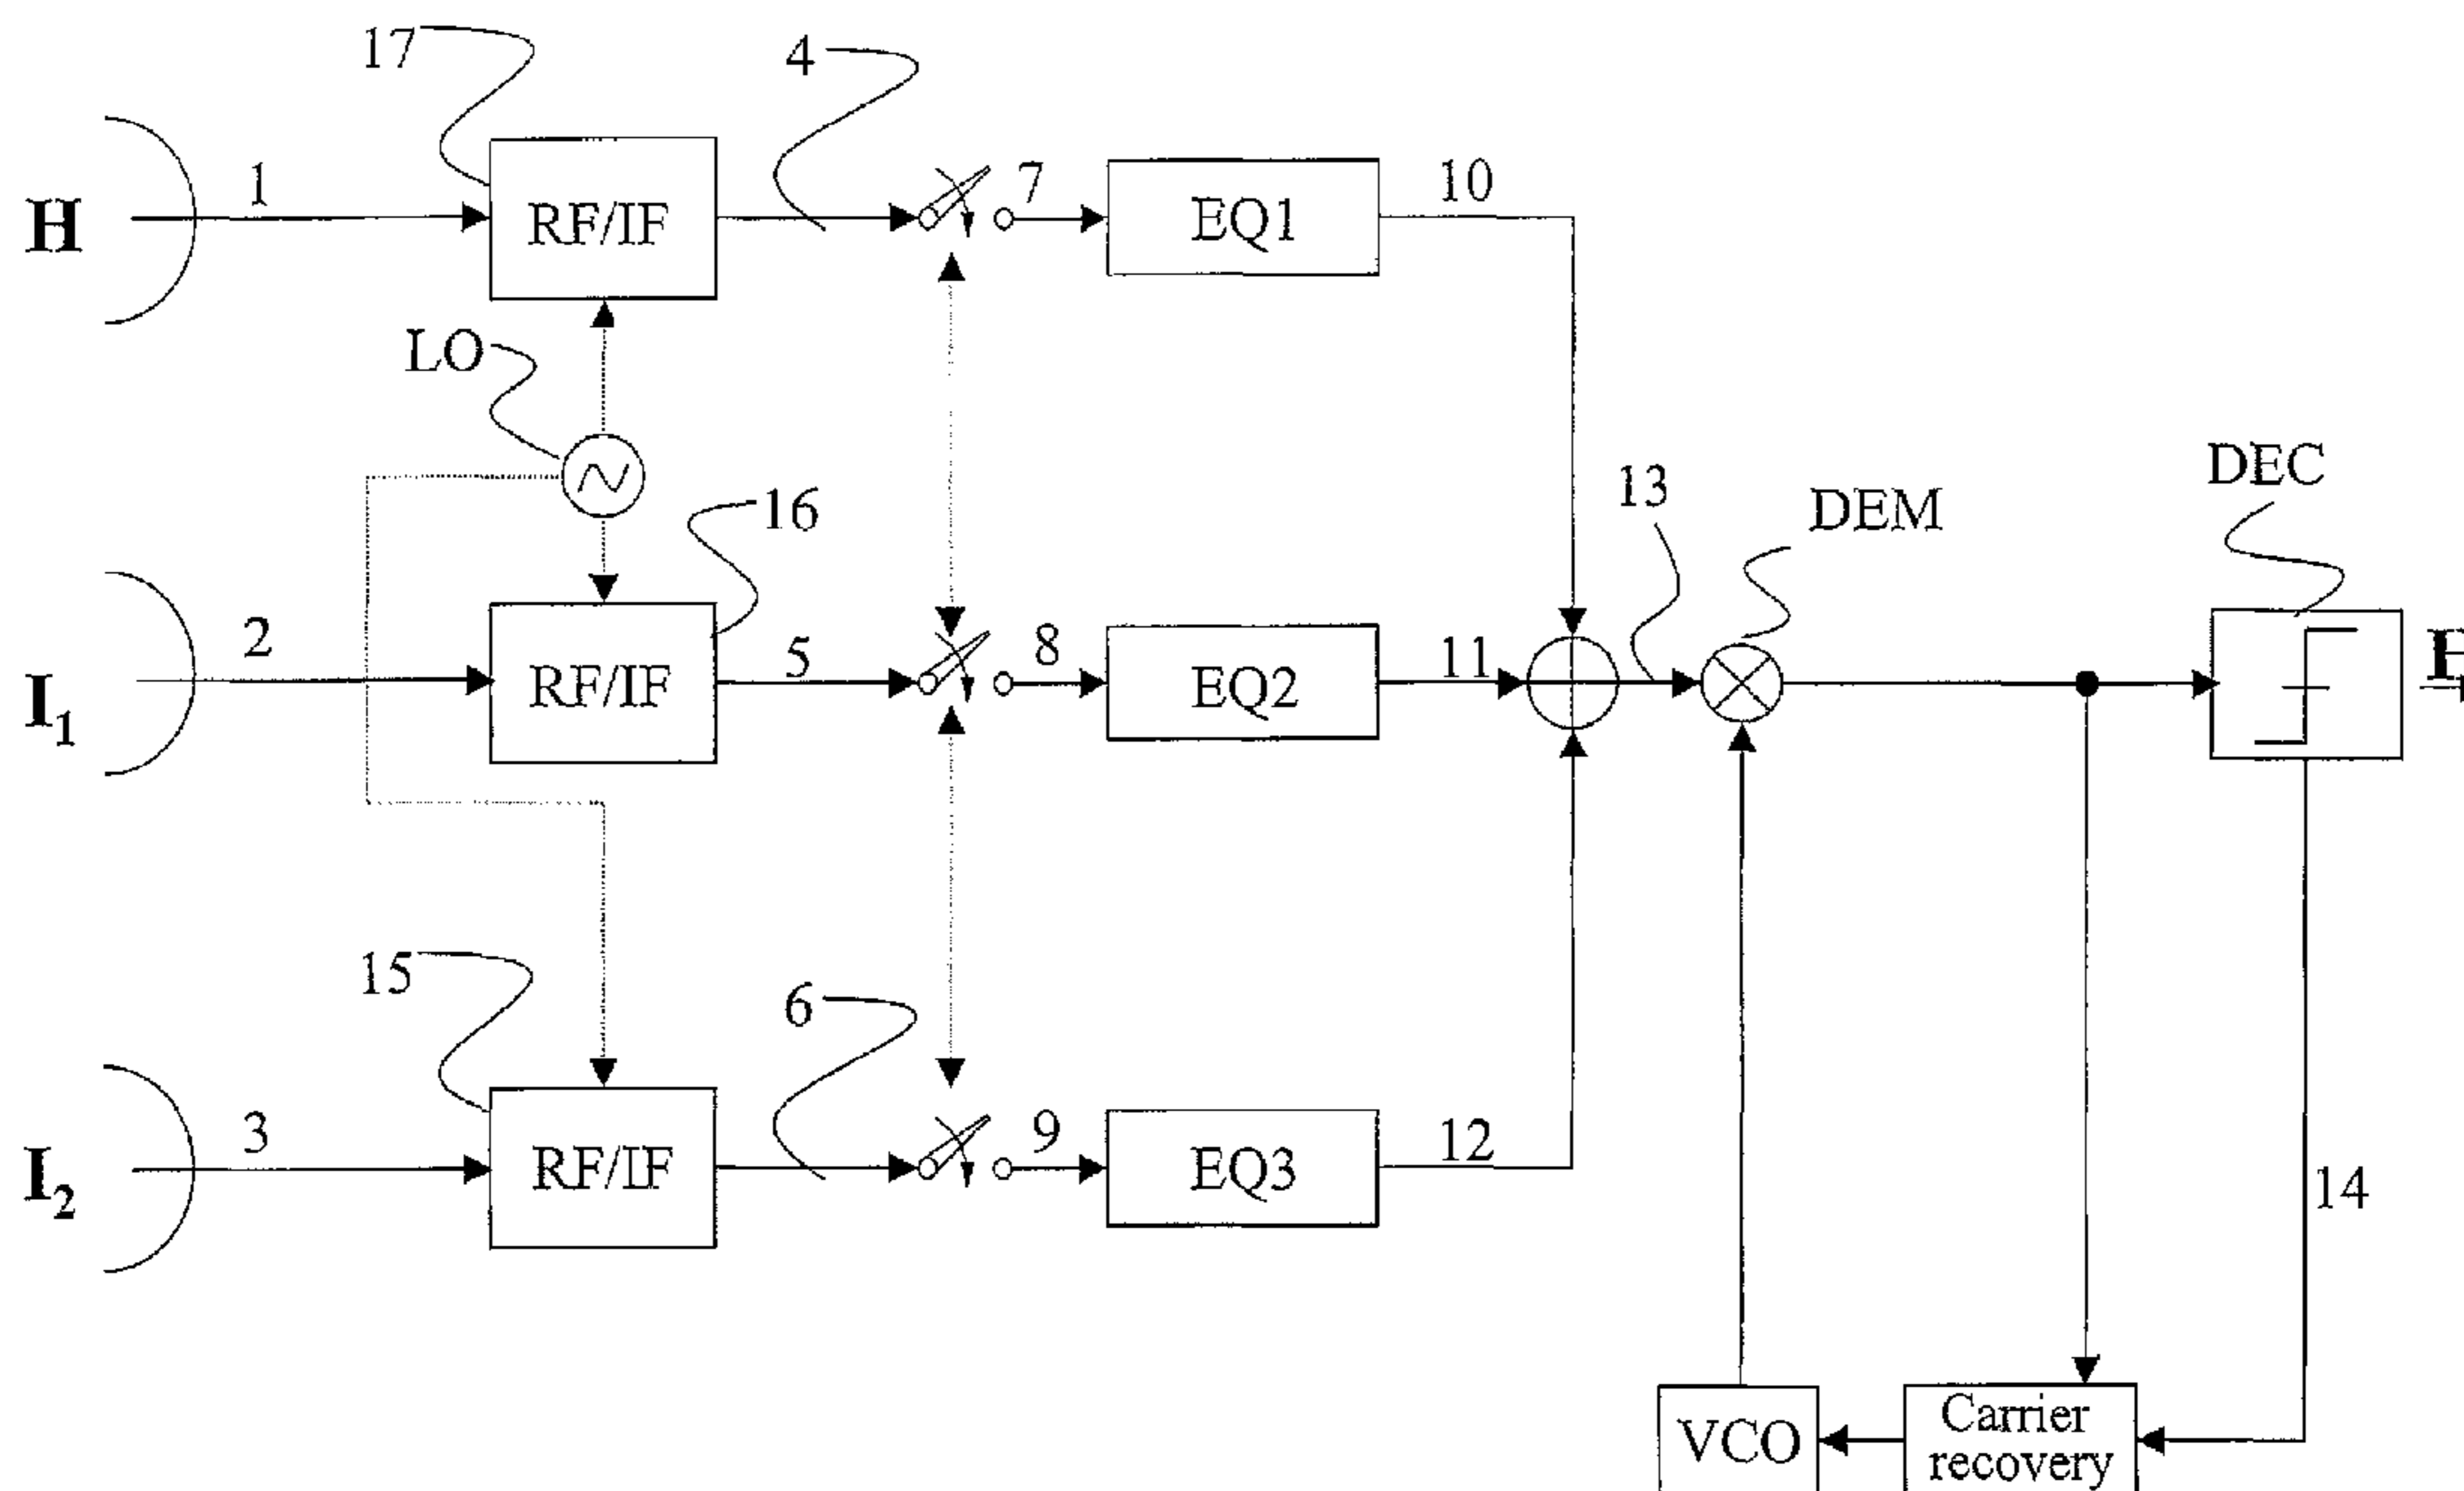 17
4
H
1
RF/IF
7
EQ1
10
LO
16
13
DEM
DEC
I₁
2
RF/IF
5
8
EQ2
11
15
6
I₂
3
RF/IF
9
EQ3
12
14
VCO
Carrier
recovery